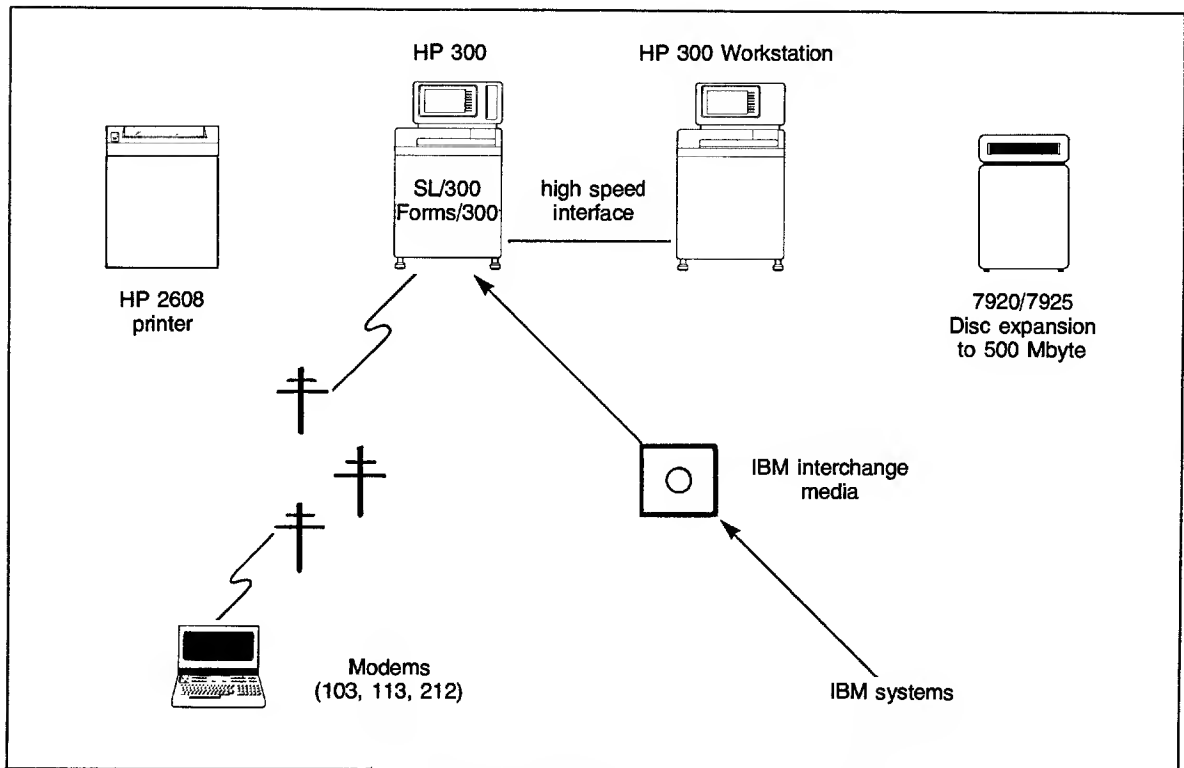 HP 300
HP 300 Workstation
SL/300
Forms/300
high speed
interface
HP 2608
printer
7920/7925
Disc expansion
to 500 Mbyte
IBM interchange
media
Modems
(103, 113, 212)
IBM systems